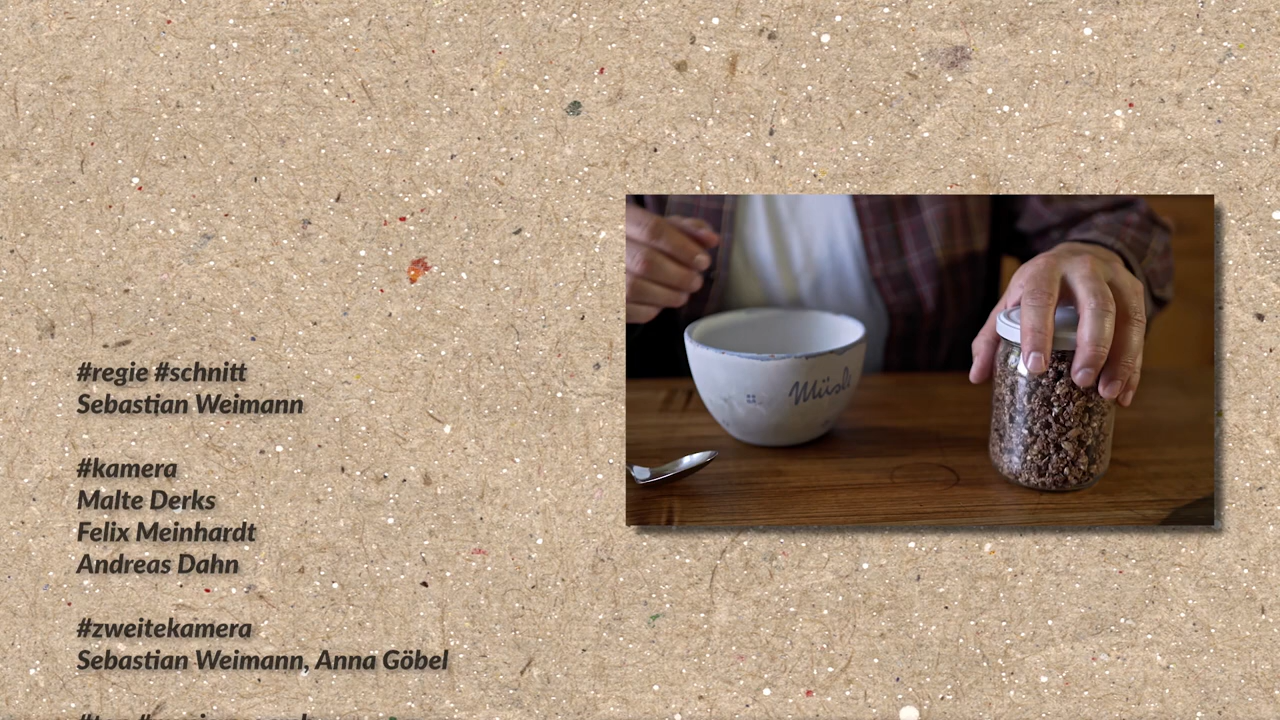 #regie #schnitt
Sebastian Weimann
#kamera
Malte Derks
Felix Meinhardt
Andreas Dahn
#zweitekamera
Sebastian Weimann, Anna Göbel
Müsli